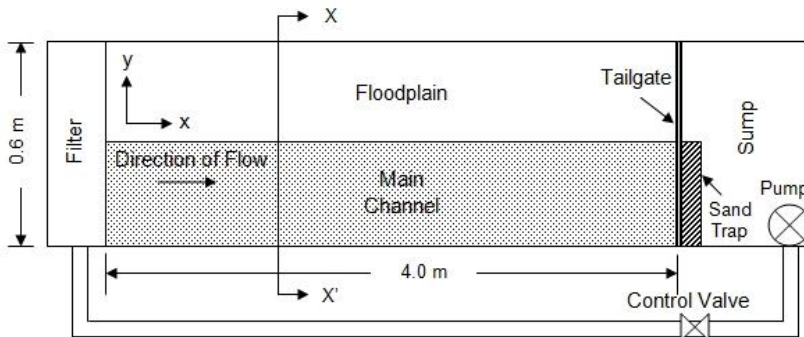 X
y
x
Floodplain
Tailgate
0.6 m
Filter
Direction of Flow
Main
Channel
Sump
Pump
Sand
Trap
4.0 m
X'
Control Valve